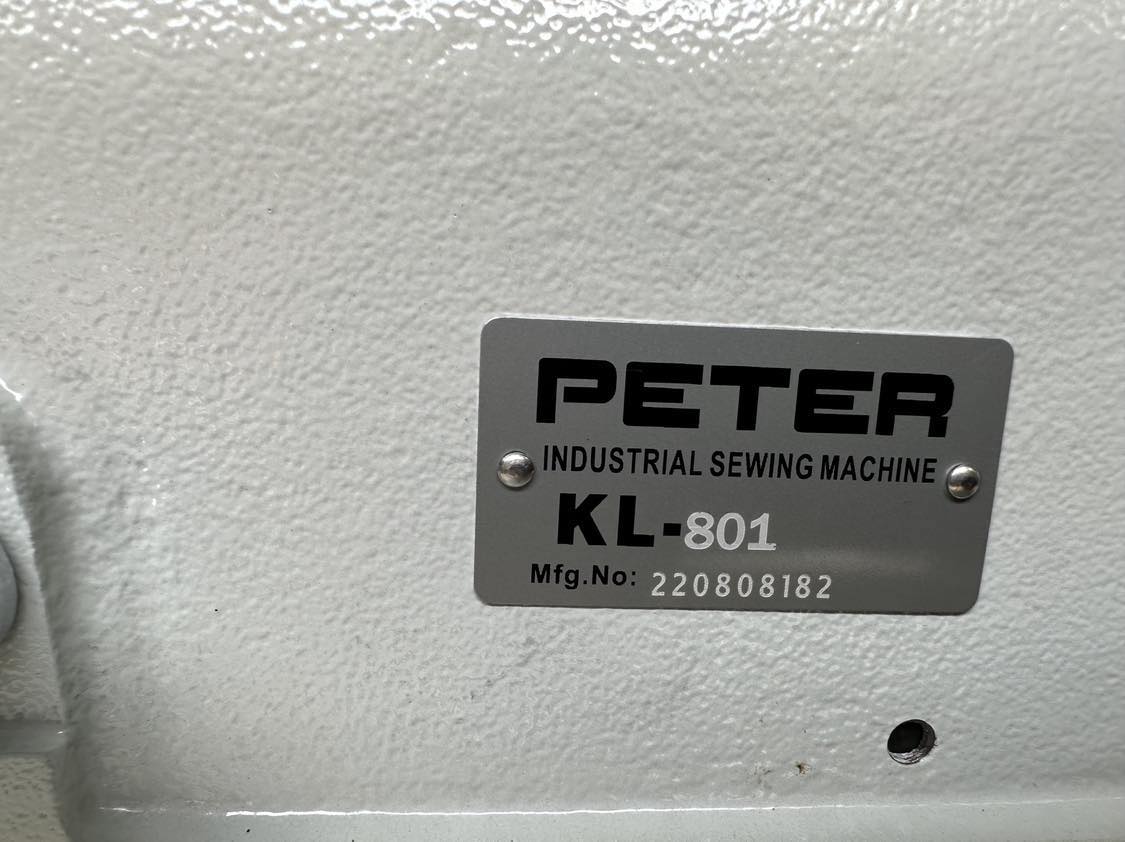 PETER
INDUSTRIAL SEWING MACHINE
KL-801
Mfg.No: 220808182